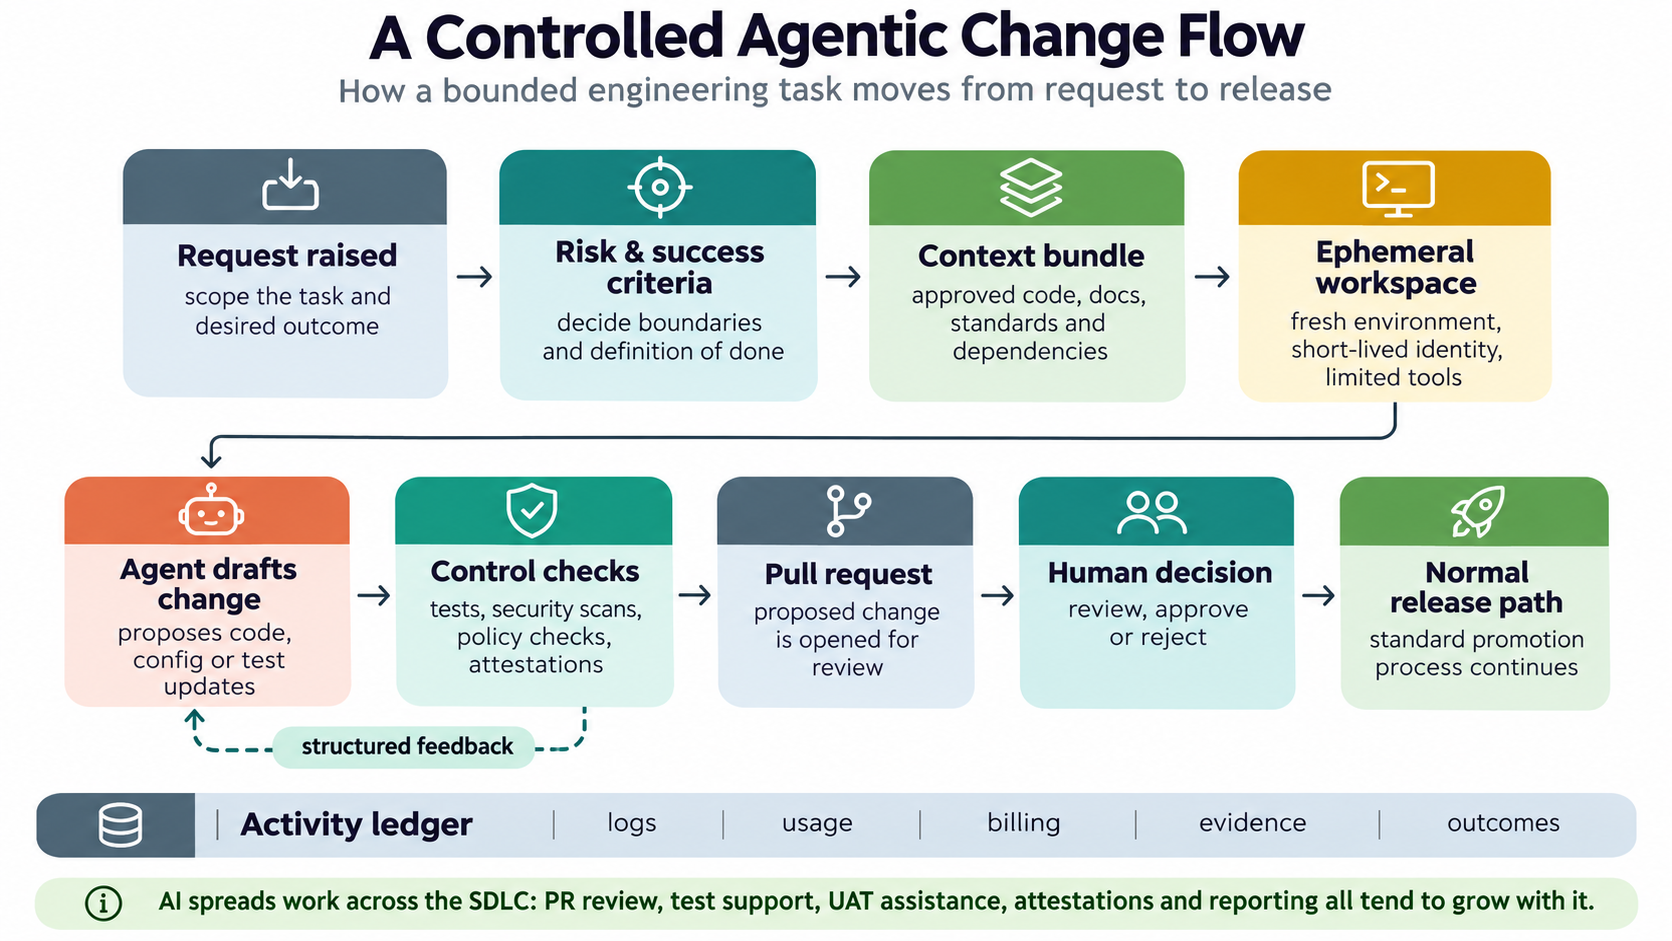 A Controlled Agentic Change Flow
How a bounded engineering task moves from request to release
Request raised
scope the task and
desired outcome
Risk & success
criteria
decide boundaries
and definition of done
Context bundle
approved code, docs,
standards and
dependencies
Ephemeral
workspace
fresh environment,
short-lived identity,
limited tools
Agent drafts
change
proposes code,
config or test
updates
Control checks
tests, security scans,
policy checks,
attestations
Pull request
proposed change
is opened for
review
Human decision
review, approve
or reject
Normal
release path
standard promotion
process continues
structured feedback
Activity ledger | logs | usage | billing | evidence | outcomes
AI spreads work across the SDLC: PR review, test support, UAT assistance, attestations and reporting all tend to grow with it.